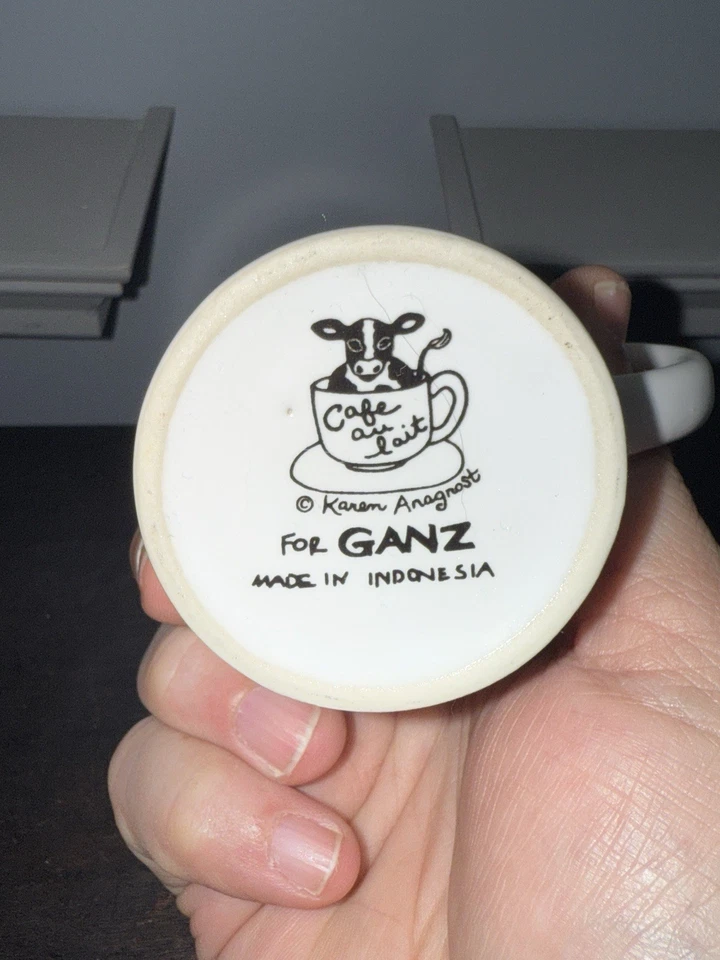 Cafe
au
lait
© Karen Anagnost
FOR GANZ
MADE IN INDONESIA